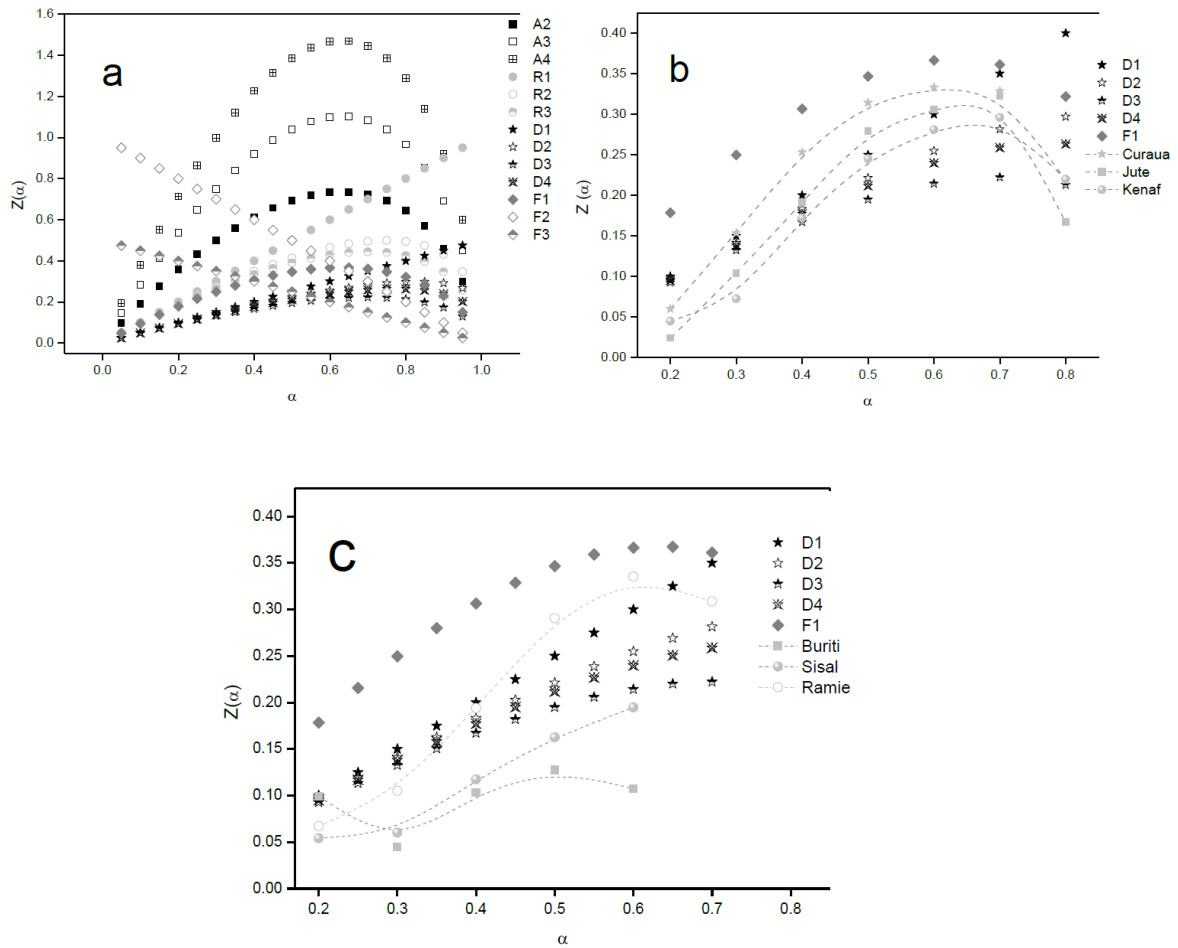 1.6
1.4
1.2
1.0
0.8
0.6
0.4
0.2
0.0
Z(α)
a
0.0 0.2 0.4 0.6 0.8 1.0
α
A2
A3
A4
R1
R2
R3
D1
D2
D3
D4
F1
F2
F3
0.40
0.35
0.30
0.25
0.20
0.15
0.10
0.05
0.00
Z (α)
b
0.2 0.3 0.4 0.5 0.6 0.7 0.8
α
D1
D2
D3
D4
F1
Curaua
Jute
Kenaf
0.40
0.35
0.30
0.25
0.20
0.15
0.10
0.05
0.00
Z(α)
C
0.2 0.3 0.4 0.5 0.6 0.7 0.8
α
D1
D2
D3
D4
F1
Buriti
Sisal
Ramie